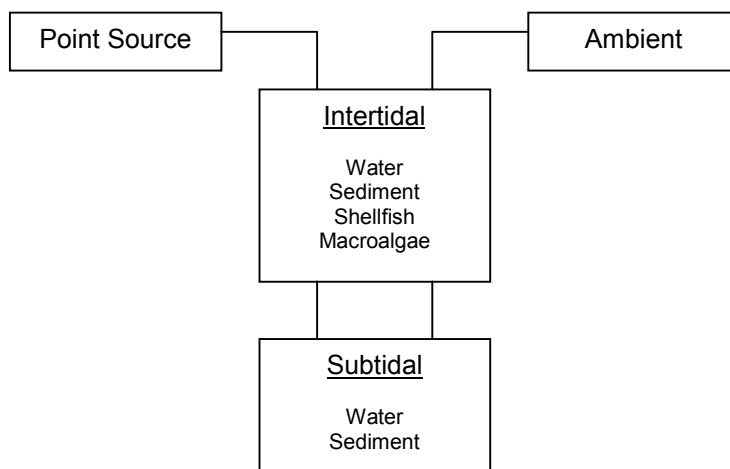 Point Source
Ambient
Intertidal
Water
Sediment
Shellfish
Macroalgae
Subtidal
Water
Sediment